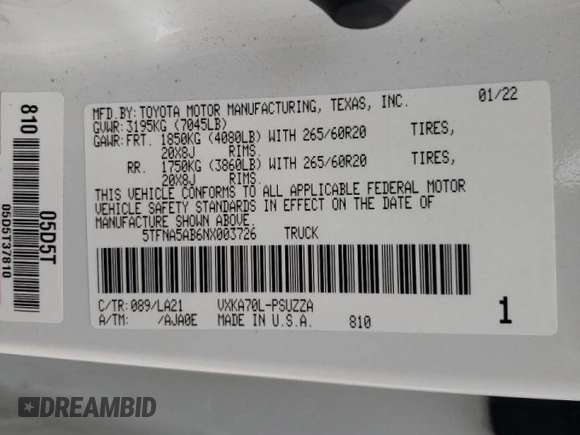 MFD.BY: TOYOTA MOTOR MANUFACTURING, TEXAS, INC. 01/22
GVWR: 3195KG (7045LB)
GAWR: FRT. 1850KG (4080LB) WITH 265/60R20 TIRES,
20X8J RIMS.
RR. 1750KG (3860LB) WITH 265/60R20 TIRES,
20X8J RIMS.
THIS VEHICLE CONFORMS TO ALL APPLICABLE FEDERAL MOTOR
VEHICLE SAFETY STANDARDS IN EFFECT ON THE DATE OF
MANUFACTURE SHOWN ABOVE.
5TFNA5AB6NX003726 TRUCK
C/TR: 089/LA21 VXKA70L-PSUZZA
A/TM: /AJA0E MADE IN U.S.A. 810 1
810
05D5T
05D5T37810
DREAMBID